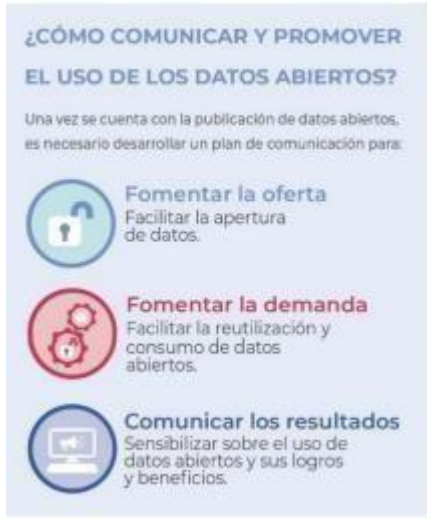 ¿CÓMO COMUNICAR Y PROMOVER
EL USO DE LOS DATOS ABIERTOS?
Una vez se cuenta con la publicación de datos abiertos,
es necesario desarrollar un plan de comunicación para:
Fomentar la oferta
Facilitar la apertura
de datos.
Fomentar la demanda
Facilitar la reutilización y
consumo de datos
abiertos.
Comunicar los resultados
Sensibilizar sobre el uso de
datos abiertos y sus logros
y beneficios.